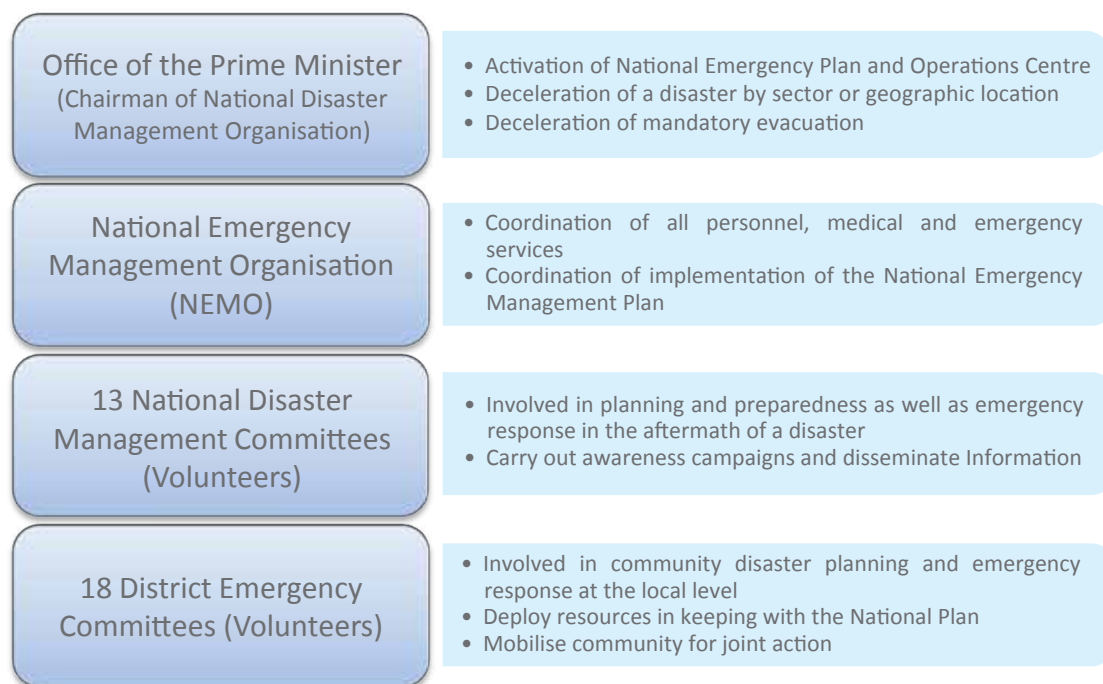 Office of the Prime Minister
(Chairman of National Disaster
Management Organisation)
• Activation of National Emergency Plan and Operations Centre
• Deceleration of a disaster by sector or geographic location
• Deceleration of mandatory evacuation
National Emergency
Management Organisation
(NEMO)
• Coordination of all personnel, medical and emergency
services
• Coordination of implementation of the National Emergency
Management Plan
13 National Disaster
Management Committees
(Volunteers)
• Involved in planning and preparedness as well as emergency
response in the aftermath of a disaster
• Carry out awareness campaigns and disseminate Information
18 District Emergency
Committees (Volunteers)
• Involved in community disaster planning and emergency
response at the local level
• Deploy resources in keeping with the National Plan
• Mobilise community for joint action